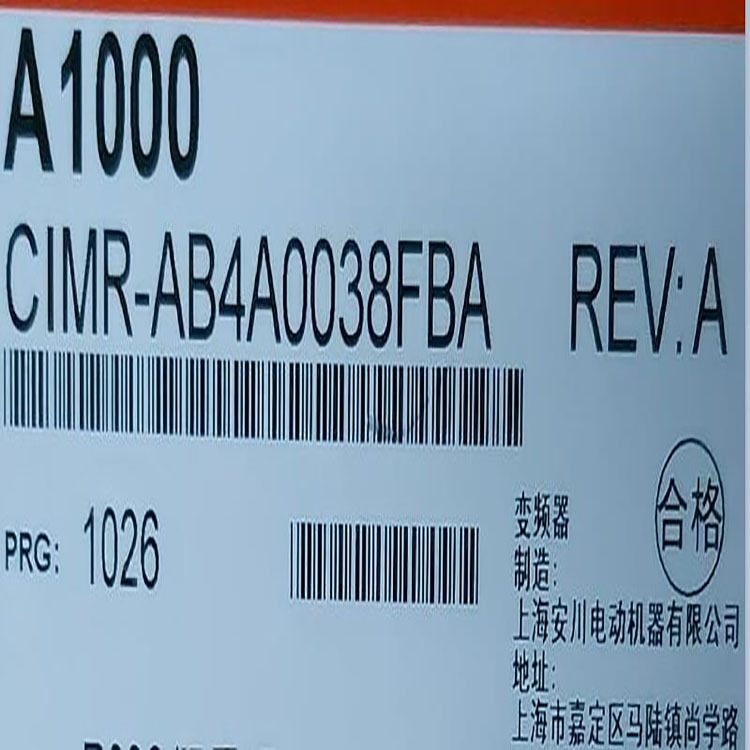 A1000
CIMR-AB4A0038FBA REV:A
PRG: 1026
合格
变频器
制造:
上海安川电动机器有限公司
地址:
上海市嘉定区马陆镇尚学路